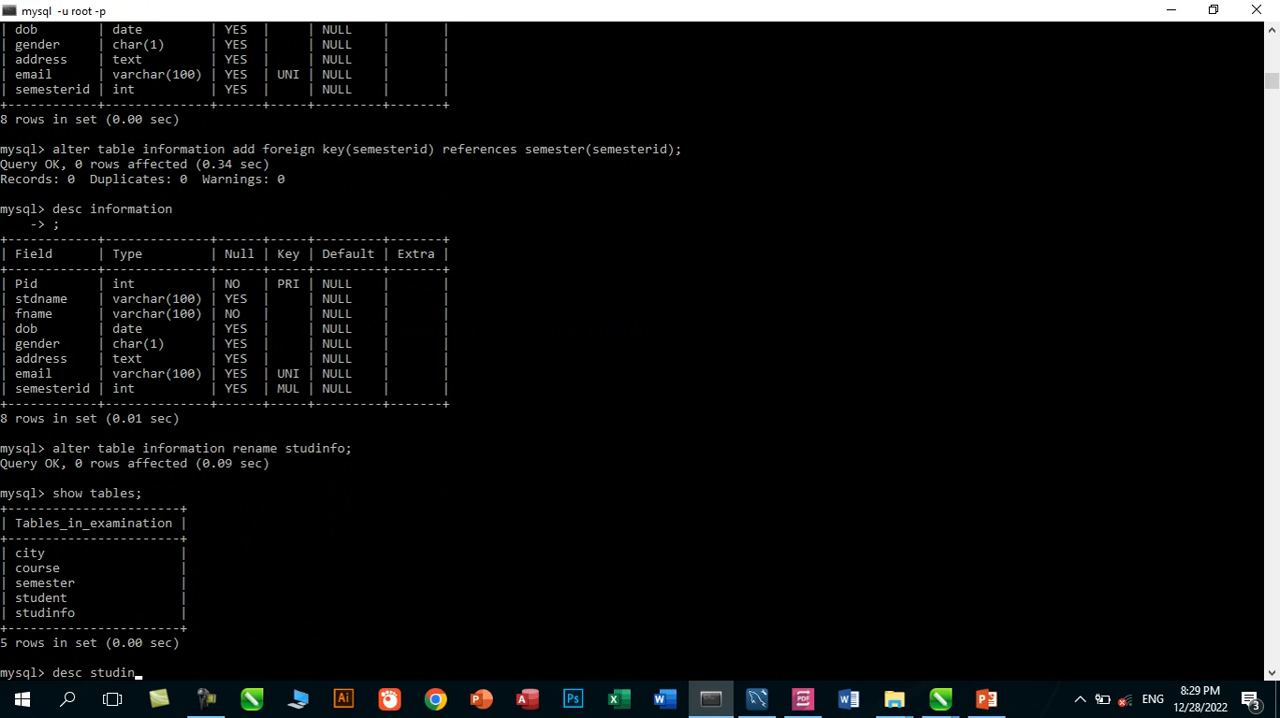 mysql -u root -p
| dob        | date         | YES  |     | NULL    |       |
| gender     | char(1)      | YES  |     | NULL    |       |
| address    | text         | YES  |     | NULL    |       |
| email      | varchar(100) | YES  | UNI | NULL    |       |
| semesterid | int          | YES  |     | NULL    |       |
+------------+--------------+------+-----+---------+-------+
8 rows in set (0.00 sec)
mysql> alter table information add foreign key(semesterid) references semester(semesterid);
Query OK, 0 rows affected (0.34 sec)
Records: 0  Duplicates: 0  Warnings: 0
mysql> desc information
    -> ;
+------------+--------------+------+-----+---------+-------+
| Field      | Type         | Null | Key | Default | Extra |
+------------+--------------+------+-----+---------+-------+
| Pid        | int          | NO   | PRI | NULL    |       |
| stdname    | varchar(100) | YES  |     | NULL    |       |
| fname      | varchar(100) | NO   |     | NULL    |       |
| dob        | date         | YES  |     | NULL    |       |
| gender     | char(1)      | YES  |     | NULL    |       |
| address    | text         | YES  |     | NULL    |       |
| email      | varchar(100) | YES  | UNI | NULL    |       |
| semesterid | int          | YES  | MUL | NULL    |       |
+------------+--------------+------+-----+---------+-------+
8 rows in set (0.01 sec)
mysql> alter table information rename studinfo;
Query OK, 0 rows affected (0.09 sec)
mysql> show tables;
+-----------------------+
| Tables_in_examination |
+-----------------------+
| city                  |
| course                |
| semester              |
| student               |
| studinfo              |
+-----------------------+
5 rows in set (0.00 sec)
mysql> desc studin
ENG
8:29 PM
12/28/2022
3